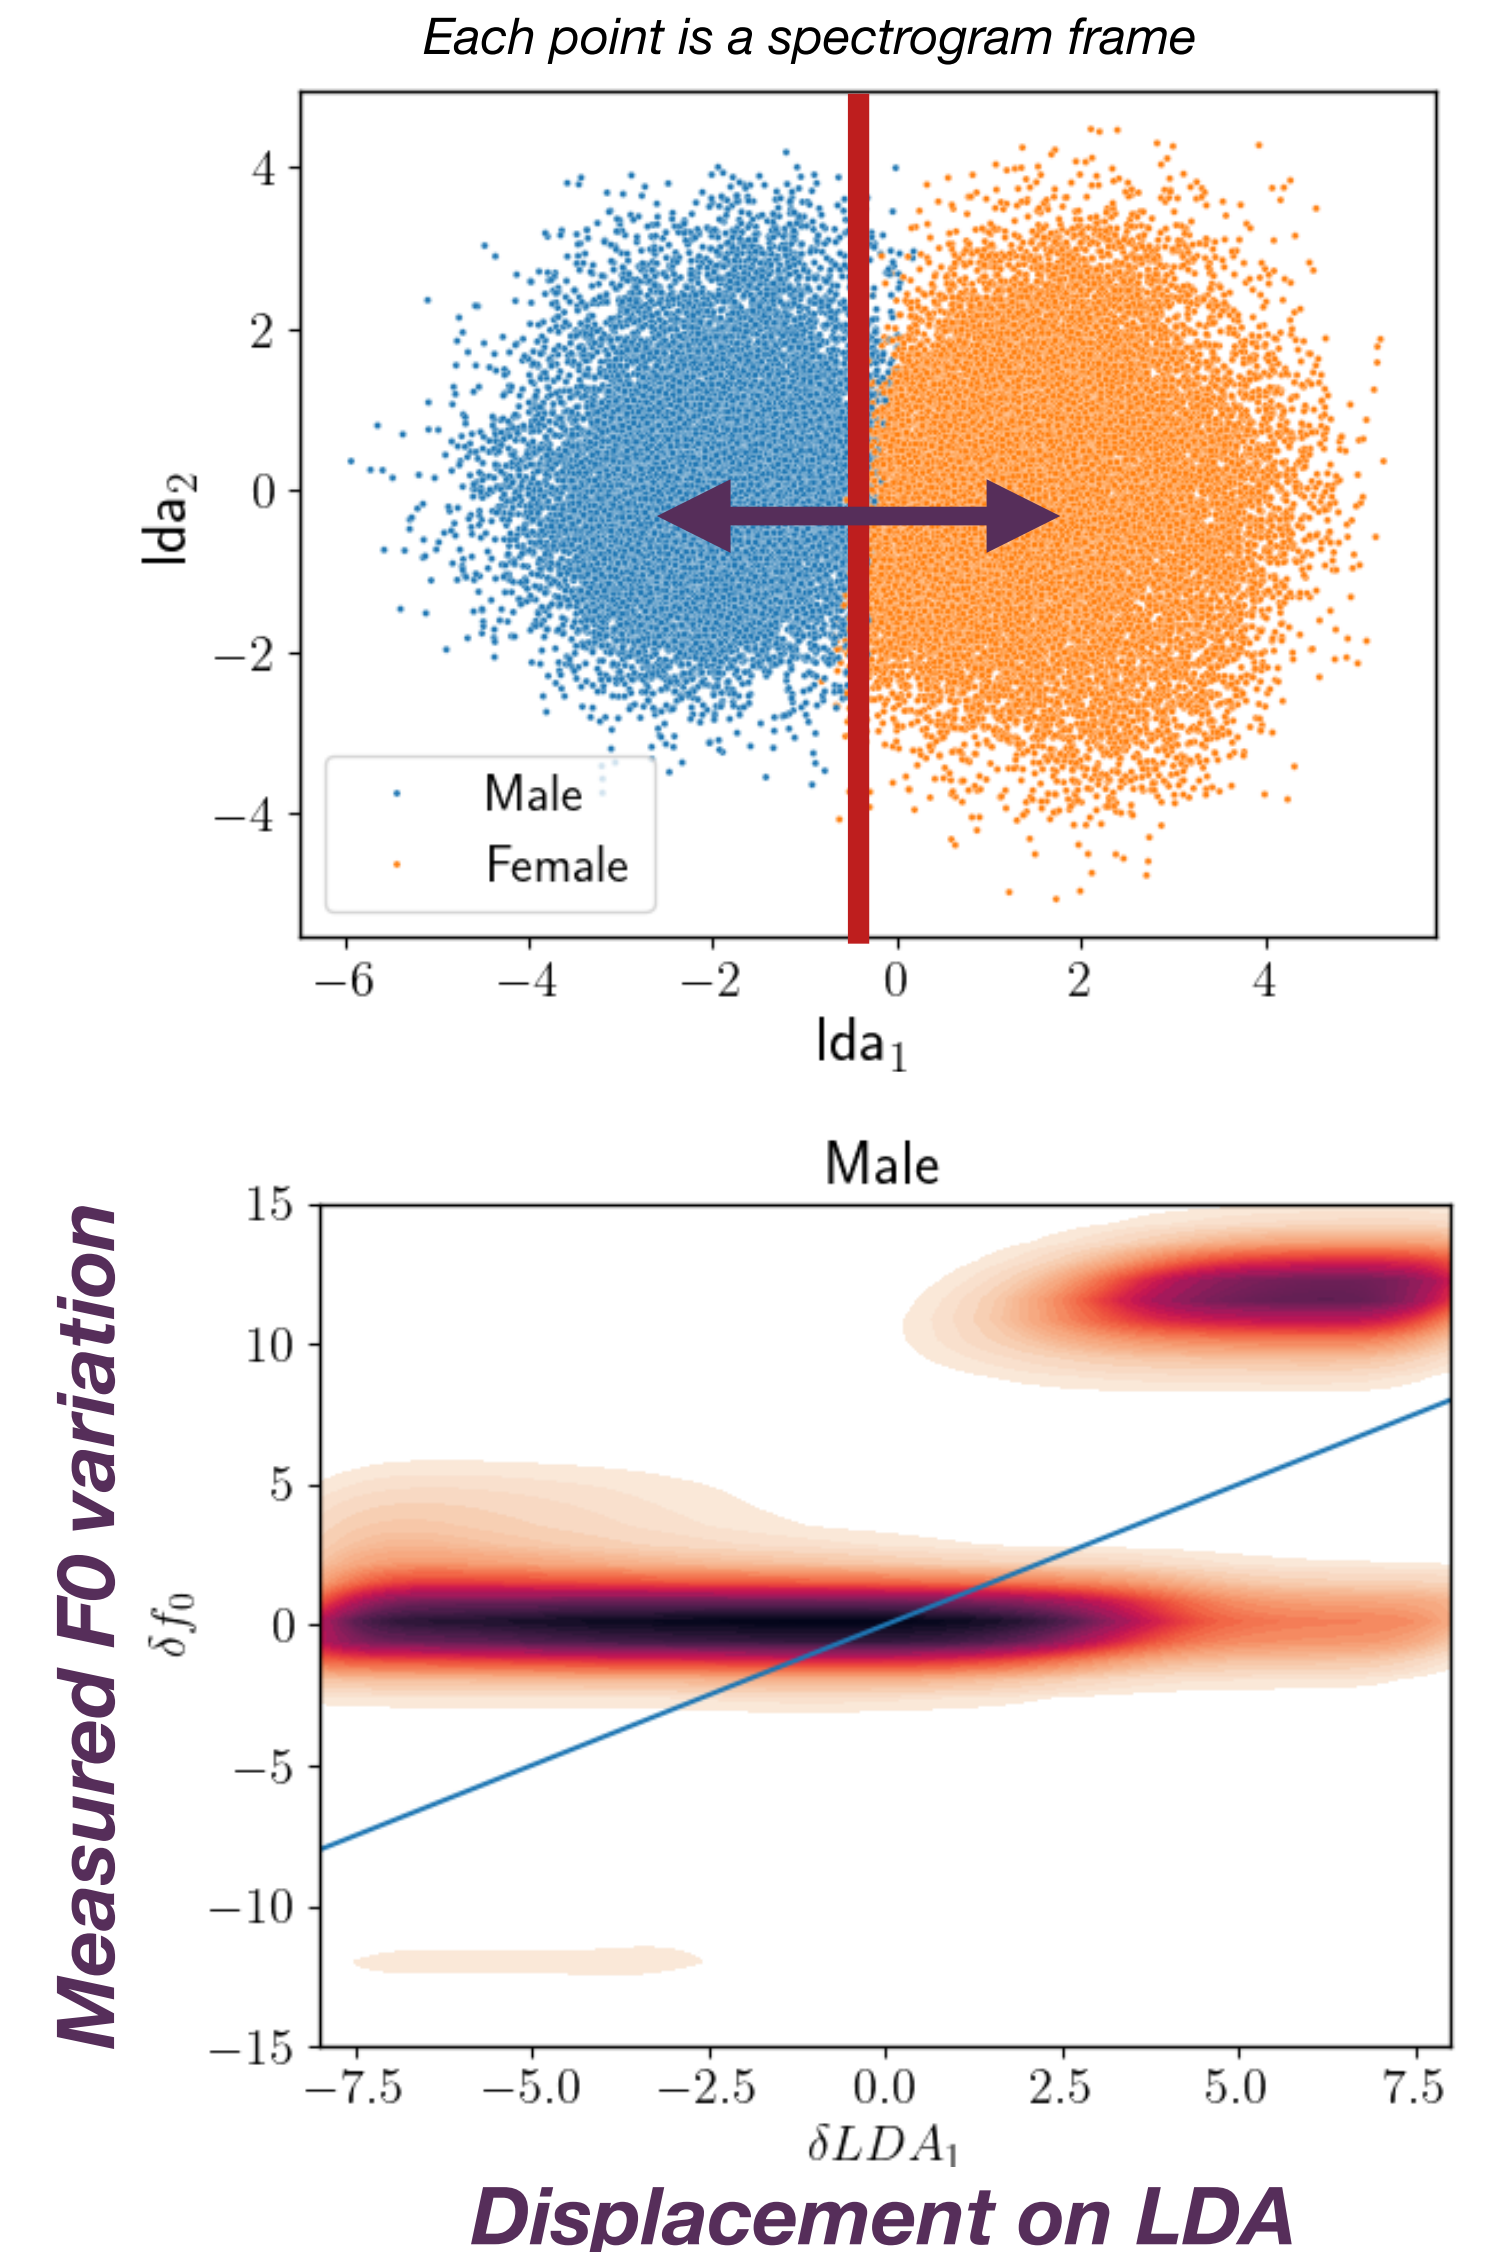 Each point is a spectrogram frame
4
2
0
−2
−4
lda2
Male
Female
−6 −4 −2 0 2 4
lda1
Male
15
10
5
0
−5
−10
−15
Measured F0 variation
δf0
−7.5 −5.0 −2.5 0.0 2.5 5.0 7.5
δLDA1
Displacement on LDA